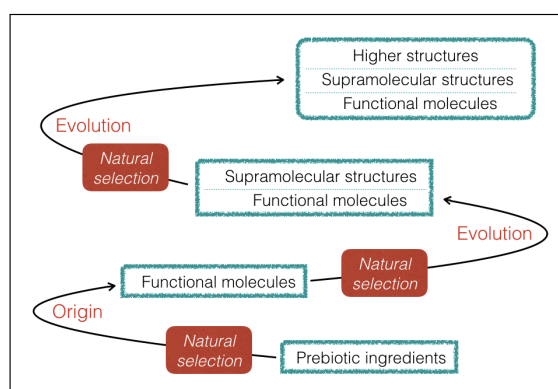 Higher structures
Supramolecular structures
Functional molecules
Evolution
Natural
selection
Supramolecular structures
Functional molecules
Evolution
Natural
selection
Functional molecules
Origin
Natural
selection
Prebiotic ingredients